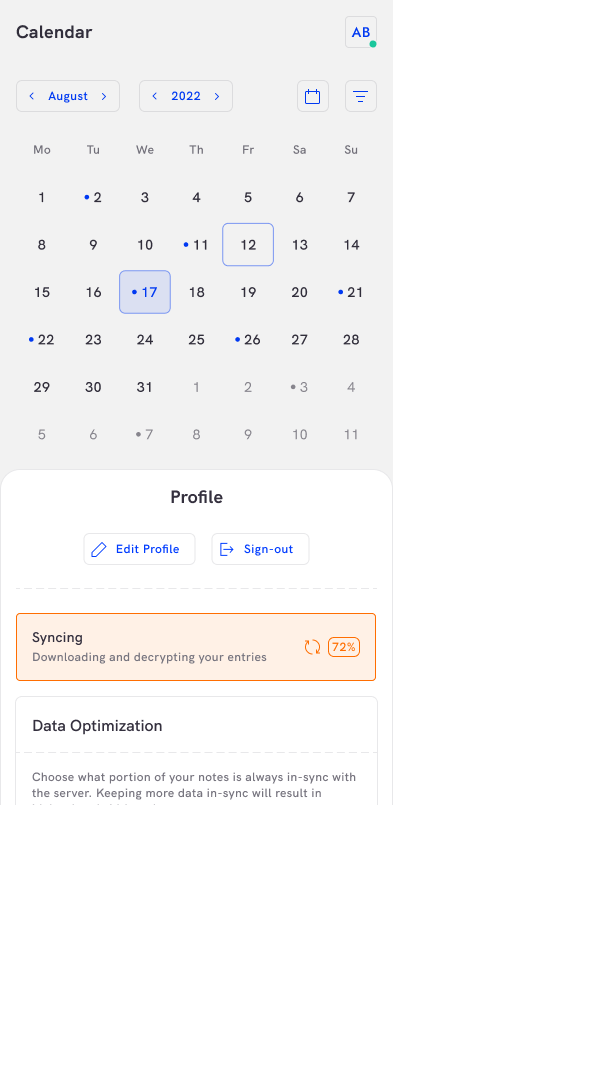 Calendar
AB
August
2022
Mo Tu We Th Fr Sa Su
1 2 3 4 5 6 7
8 9 10 11 12 13 14
15 16 17 18 19 20 21
22 23 24 25 26 27 28
29 30 31 1 2 3 4
5 6 7 8 9 10 11
Profile
Edit Profile
Sign-out
Syncing
Downloading and decrypting your entries
72%
Data Optimization
Choose what portion of your notes is always in-sync with
the server. Keeping more data in-sync will result in